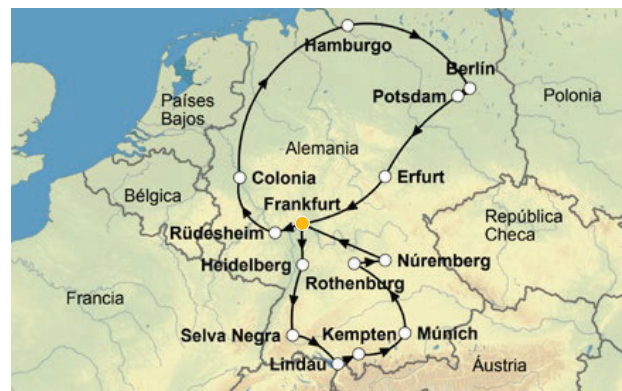 Hamburgo
Berlín
Potsdam
Países
Bajos
Polonia
Alemania
Bélgica
Colonia
Erfurt
Frankfurt
Rüdesheim
República
Checa
Heidelberg
Núremberg
Rothenburg
Francia
Selva Negra
Kempten
Múnich
Lindau
Áustria